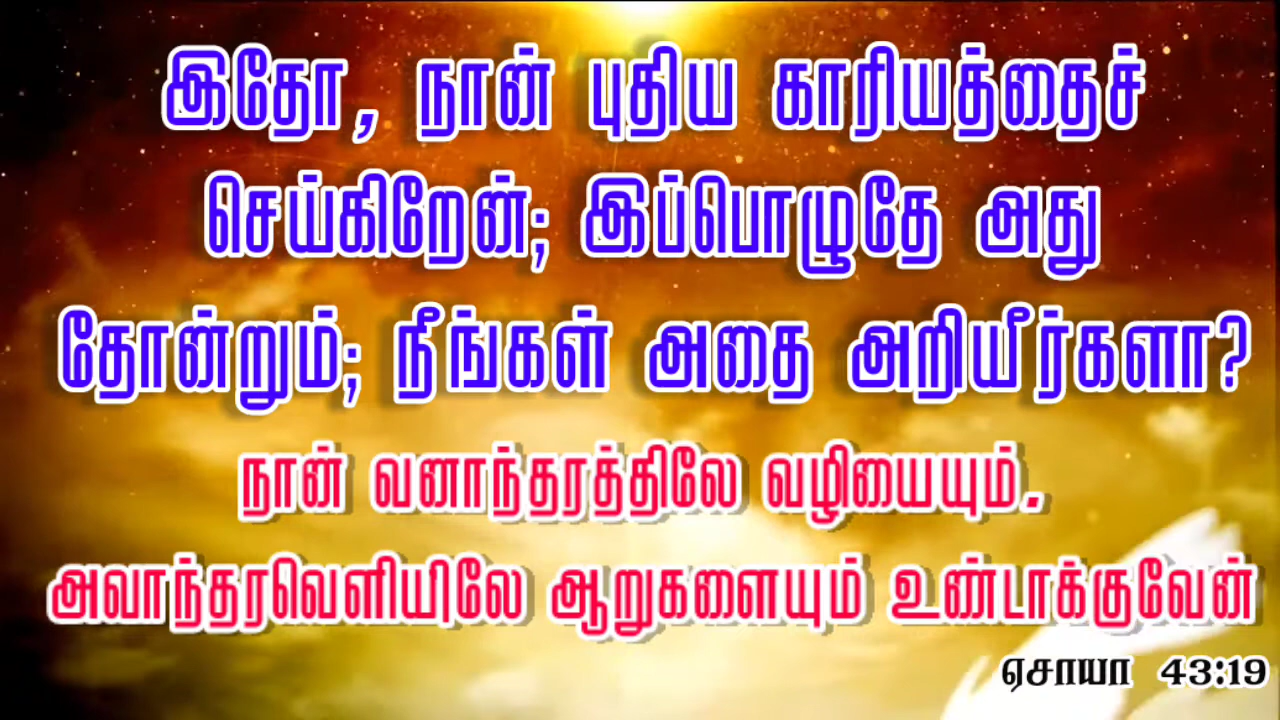 இதோ, நான் புதிய காரியத்தைச்
செய்கிறேன்; இப்பொழுதே அது
தோன்றும்; நீங்கள் அதை அறியீர்களா?
நான் வனாந்தரத்திலே வழியையும்.
அவாந்தரவெளியிலே ஆறுகளையும் உண்டாக்குவேன்
ஏசாயா 43:19